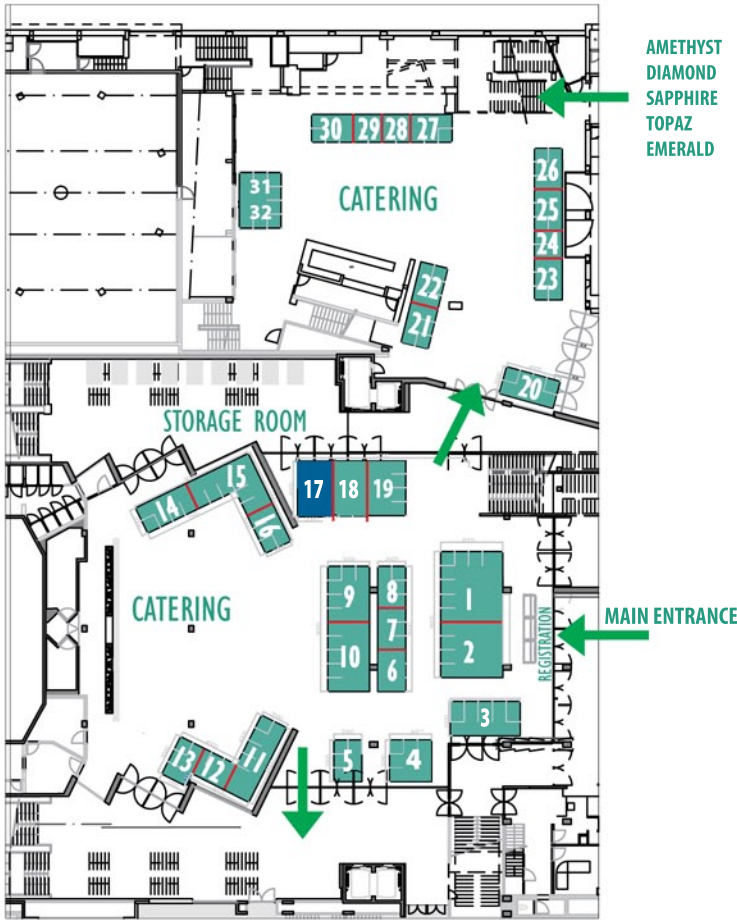 AMETHYST
DIAMOND
SAPPHIRE
TOPAZ
EMERALD
30 29 28 27
26
25
24
23
31
32
CATERING
22
21
20
STORAGE ROOM
15
14
16
17 18 19
CATERING
9
10
8
7
6
1
2
REGISTRATION
MAIN ENTRANCE
3
13 12 11
5
4